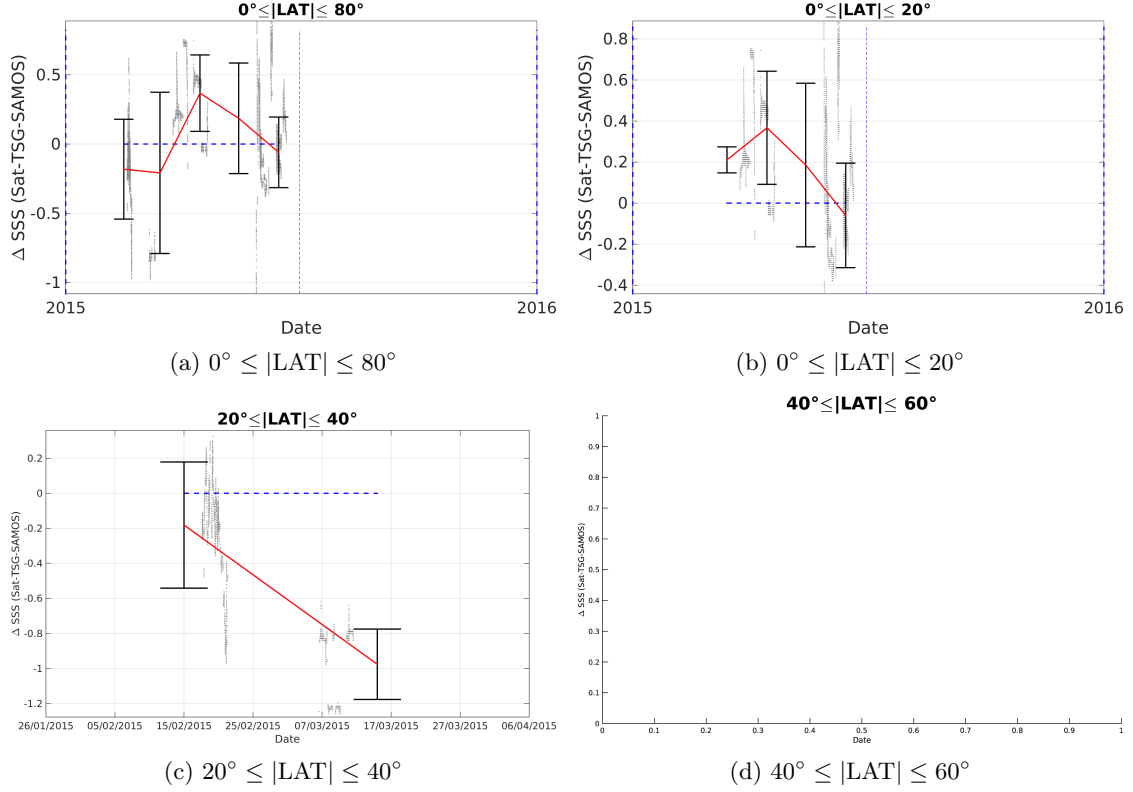 0°≤|LAT|≤ 80°
Δ SSS (Sat-TSG-SAMOS)
0.5
0
-0.5
-1
2015
2016
Date
(a) 0° ≤ |LAT| ≤ 80°
0°≤|LAT|≤ 20°
Δ SSS (Sat-TSG-SAMOS)
0.8
0.6
0.4
0.2
0
-0.2
-0.4
2015
2016
Date
(b) 0° ≤ |LAT| ≤ 20°
20°≤|LAT|≤ 40°
Δ SSS (Sat-TSG-SAMOS)
0.2
0
-0.2
-0.4
-0.6
-0.8
-1
-1.2
26/01/2015 05/02/2015 15/02/2015 25/02/2015 07/03/2015 17/03/2015 27/03/2015 06/04/2015
Date
(c) 20° ≤ |LAT| ≤ 40°
40°≤|LAT|≤ 60°
Δ SSS (Sat-TSG-SAMOS)
1
0.9
0.8
0.7
0.6
0.5
0.4
0.3
0.2
0.1
0
0 0.1 0.2 0.3 0.4 0.5 0.6 0.7 0.8 0.9 1
Date
(d) 40° ≤ |LAT| ≤ 60°